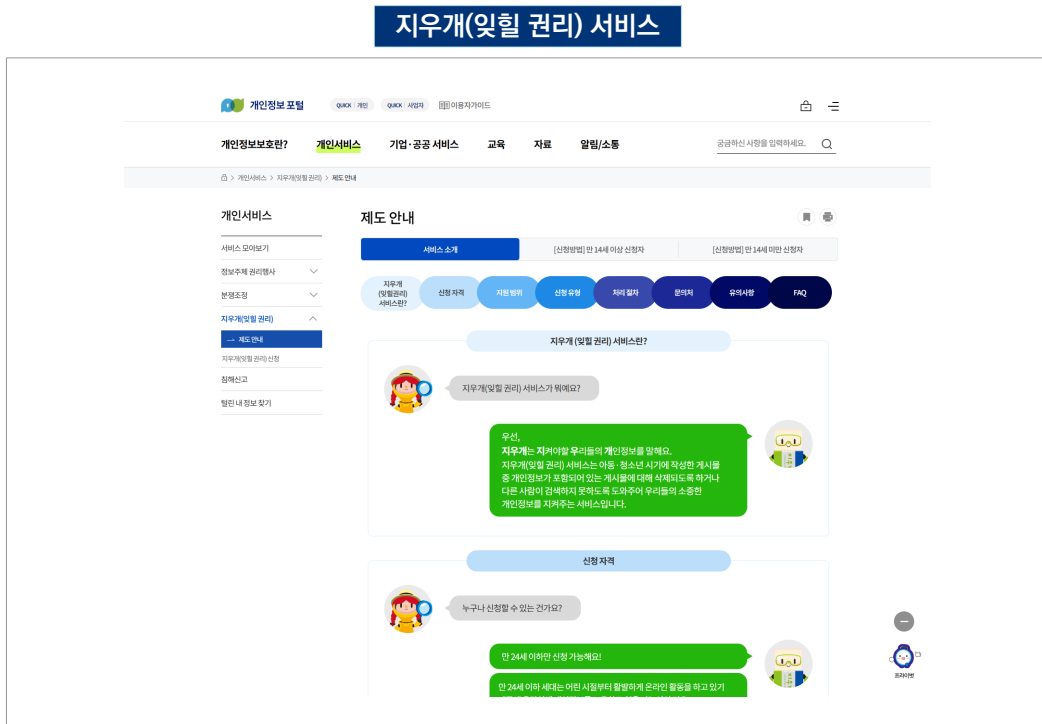 지우개(잊힐 권리) 서비스
개인정보 포털
QUICK 개인
QUICK 사업자
이용자가이드
개인정보보호란?
개인서비스
기업·공공 서비스
교육
자료
알림/소통
궁금하신 사항을 입력하세요.
> 개인서비스 > 지우개(잊힐 권리) > 제도 안내
개인서비스
서비스 모아보기
정보주체 권리행사
분쟁조정
지우개(잊힐 권리)
제도 안내
지우개(잊힐 권리) 신청
침해신고
털린 내 정보 찾기
제도 안내
서비스 소개
[신청방법] 만 14세 이상 신청자
[신청방법] 만 14세 미만 신청자
지우개
(잊힐권리)
서비스란?
신청 자격
지원 범위
신청 유형
처리 절차
문의처
유의사항
FAQ
지우개 (잊힐 권리) 서비스란?
지우개(잊힐 권리) 서비스가 뭐예요?
우선,
지우개는 지켜야할 우리들의 개인정보를 말해요.
지우개(잊힐 권리) 서비스는 아동·청소년 시기에 작성한 게시물
중 개인정보가 포함되어 있는 게시물에 대해 삭제되도록 하거나
다른 사람이 검색하지 못하도록 도와주어 우리들의 소중한
개인정보를 지켜주는 서비스입니다.
신청 자격
누구나 신청할 수 있는 건가요?
만 24세 이하만 신청 가능해요!
만 24세 이하 세대는 어린 시절부터 활발하게 온라인 활동을 하고 있기
프라이봇